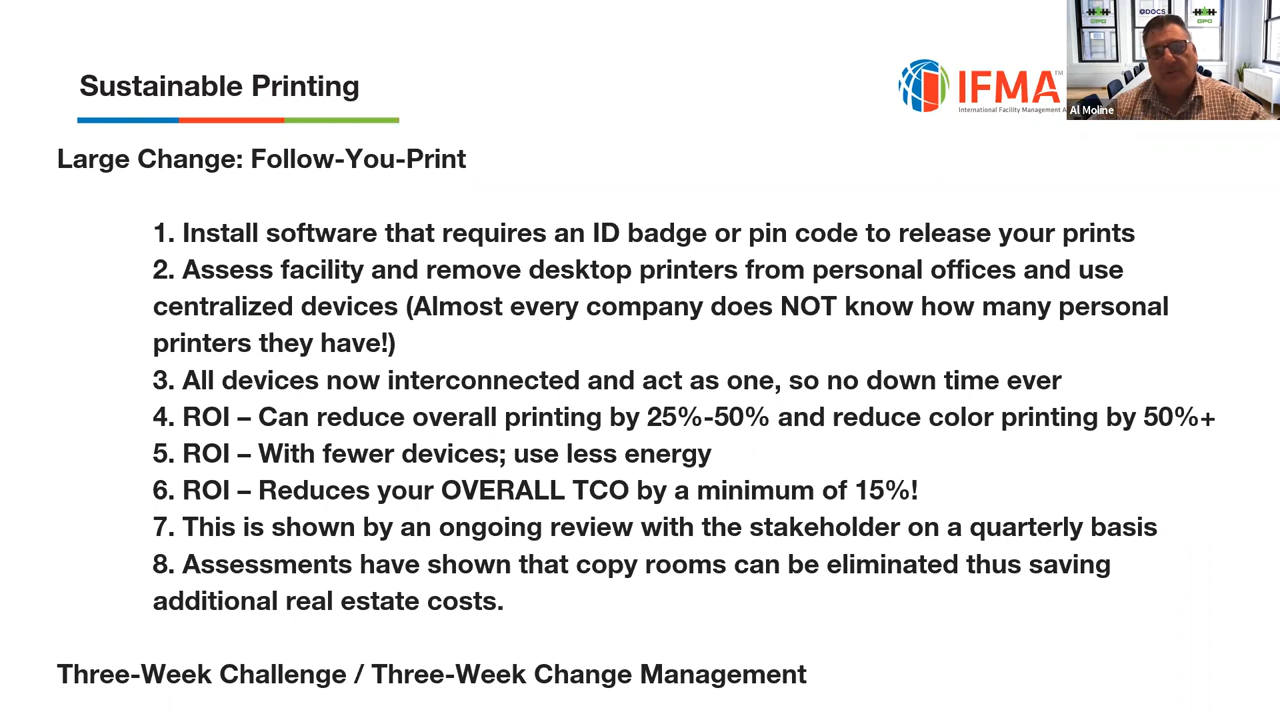 Sustainable Printing
IFMA™
International Facility Management A
Al Moline
DOCS
GPO
GPO
Large Change: Follow-You-Print
1. Install software that requires an ID badge or pin code to release your prints
2. Assess facility and remove desktop printers from personal offices and use
centralized devices (Almost every company does NOT know how many personal
printers they have!)
3. All devices now interconnected and act as one, so no down time ever
4. ROI – Can reduce overall printing by 25%-50% and reduce color printing by 50%+
5. ROI – With fewer devices; use less energy
6. ROI – Reduces your OVERALL TCO by a minimum of 15%!
7. This is shown by an ongoing review with the stakeholder on a quarterly basis
8. Assessments have shown that copy rooms can be eliminated thus saving
additional real estate costs.
Three-Week Challenge / Three-Week Change Management